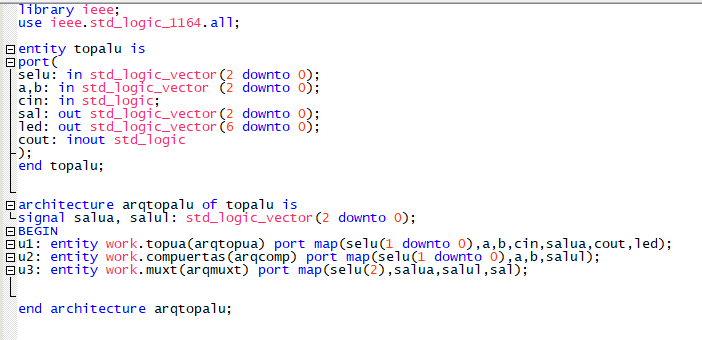 library ieee;
use ieee.std_logic_1164.all;
entity topalu is
port(
selu: in std_logic_vector(2 downto 0);
a,b: in std_logic_vector (2 downto 0);
cin: in std_logic;
sal: out std_logic_vector(2 downto 0);
led: out std_logic_vector(6 downto 0);
cout: inout std_logic
);
end topalu;
architecture arqtopalu of topalu is
signal salua, salul: std_logic_vector(2 downto 0);
BEGIN
u1: entity work.topua(arqtopua) port map(selu(1 downto 0),a,b,cin,salua,cout,led);
u2: entity work.compuertas(arqcomp) port map(selu(1 downto 0),a,b,salul);
u3: entity work.muxt(arqmuxt) port map(selu(2),salua,salul,sal);
end architecture arqtopalu;